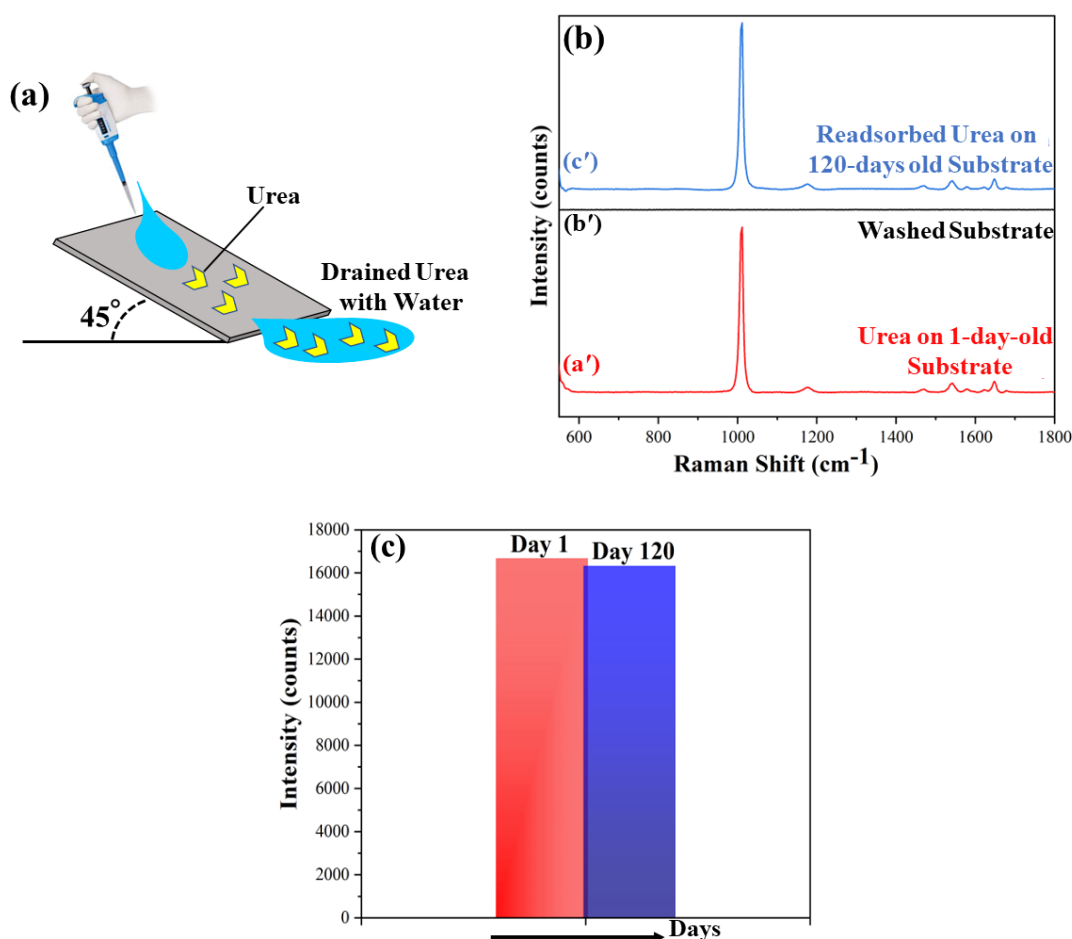 (a)
Urea
Drained Urea
with Water
45°
(b)
Intensity (counts)
(c')
Readsorbed Urea on
120-days old Substrate
(b')
Washed Substrate
(a')
Urea on 1-day-old
Substrate
600 800 1000 1200 1400 1600 1800
Raman Shift (cm⁻¹)
(c)
Intensity (counts)
18000
16000
14000
12000
10000
8000
6000
4000
2000
0
Day 1
Day 120
Days